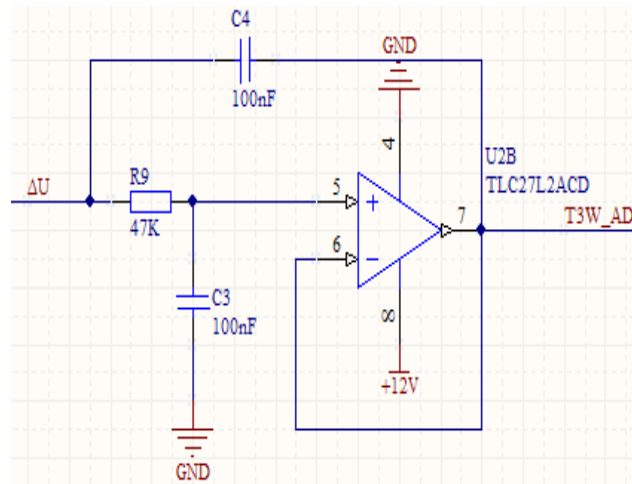 C4
100nF
GND
4
U2B
TLC27L2ACD
ΔU
R9
47K
5
+
7
T3W_AD
6
−
C3
100nF
8
+12V
GND